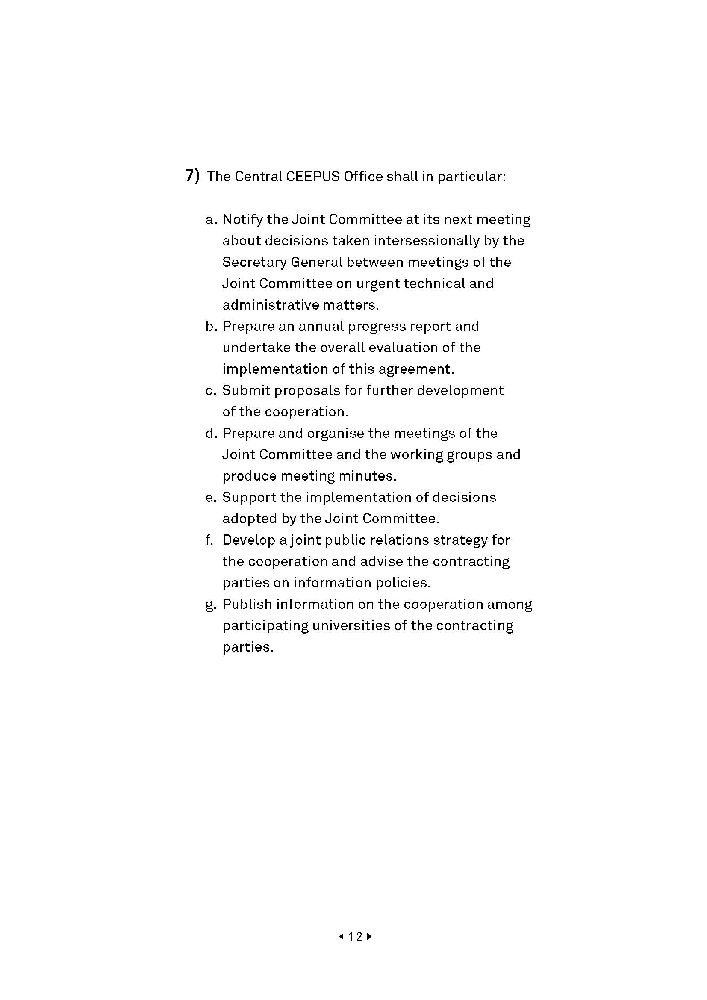 7) The Central CEEPUS Office shall in particular:
a. Notify the Joint Committee at its next meeting
about decisions taken intersessionally by the
Secretary General between meetings of the
Joint Committee on urgent technical and
administrative matters.
b. Prepare an annual progress report and
undertake the overall evaluation of the
implementation of this agreement.
c. Submit proposals for further development
of the cooperation.
d. Prepare and organise the meetings of the
Joint Committee and the working groups and
produce meeting minutes.
e. Support the implementation of decisions
adopted by the Joint Committee.
f. Develop a joint public relations strategy for
the cooperation and advise the contracting
parties on information policies.
g. Publish information on the cooperation among
participating universities of the contracting
parties.
◂ 12 ▸